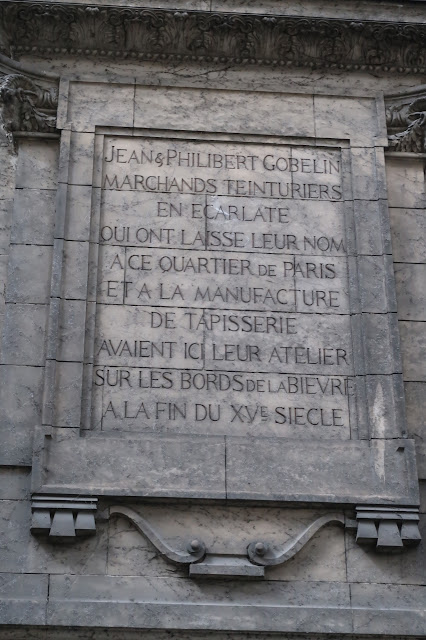 JEAN & PHILIBERT GOBELIN
MARCHANDS TEINTURIERS
EN ECARLATE
QUI ONT LAISSE LEUR NOM
A CE QUARTIER DE PARIS
ET A LA MANUFACTURE
DE TAPISSERIE
AVAIENT ICI LEUR ATELIER
SUR LES BORDS DE LA BIEVRE
A LA FIN DU XVE SIECLE